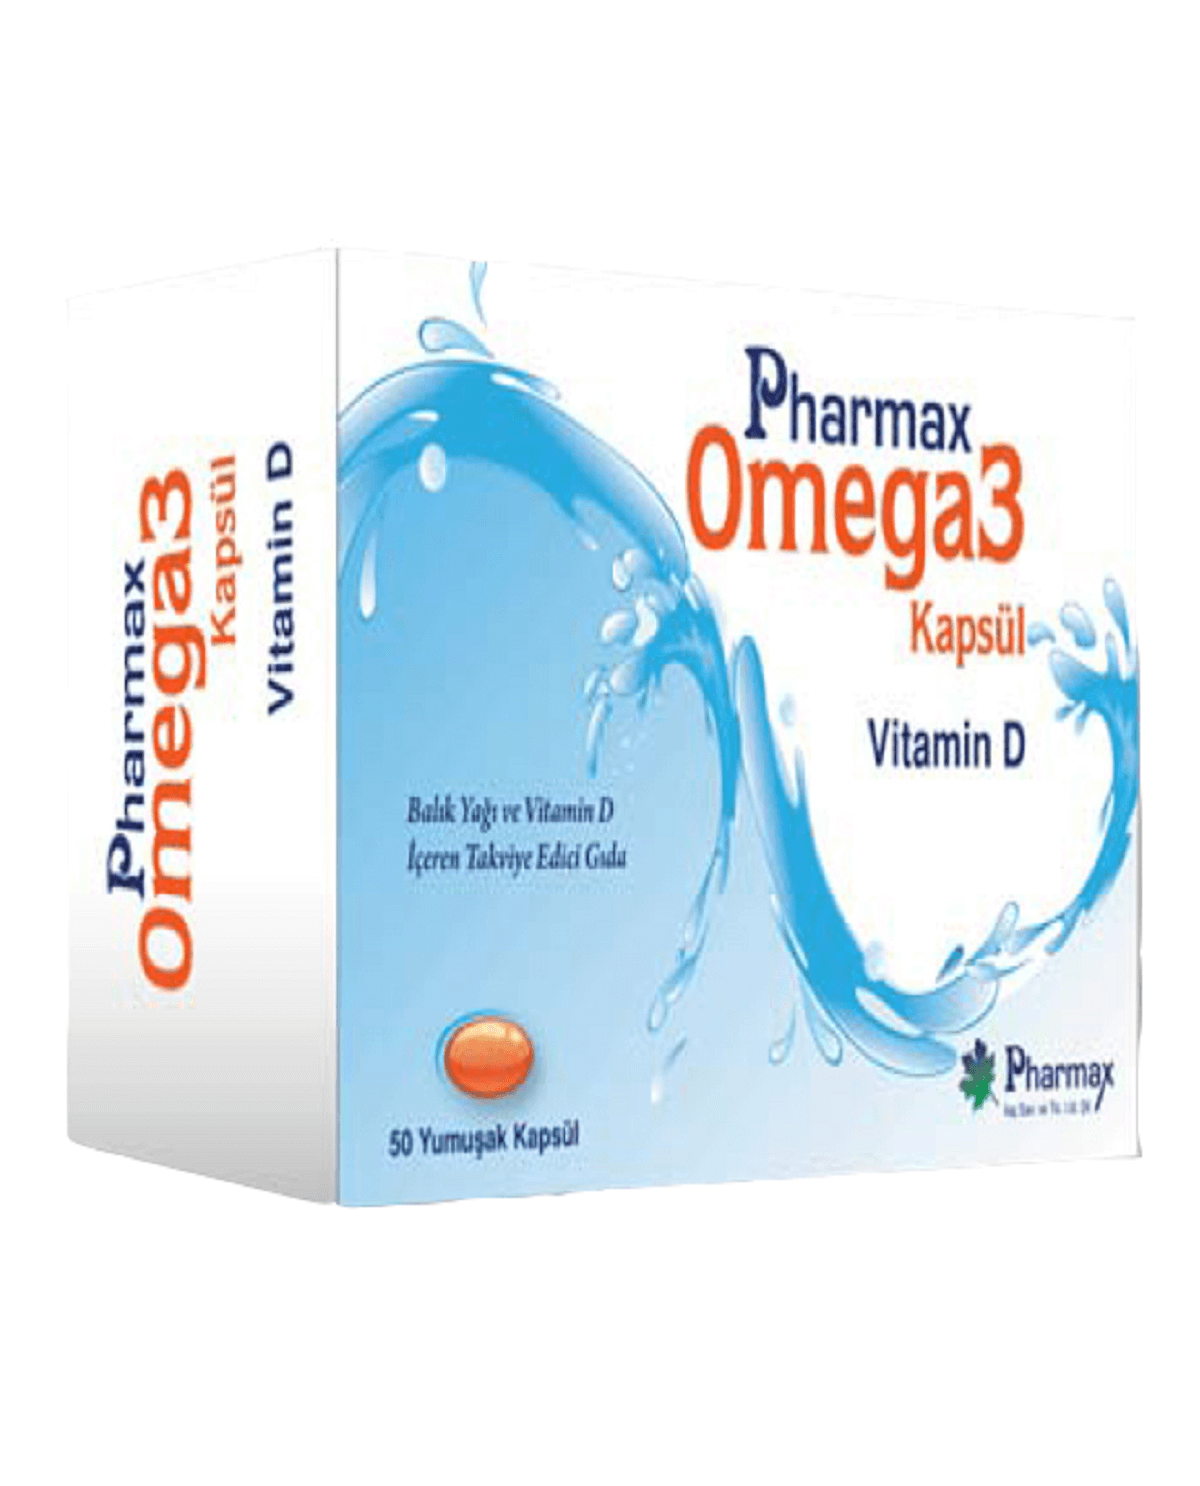 Pharmax
Omega3
Kapsül
Vitamin D
Pharmax
Omega3
Kapsül
Vitamin D
Balık Yağı ve Vitamin D
İçeren Takviye Edici Gıda
50 Yumuşak Kapsül
Pharmax